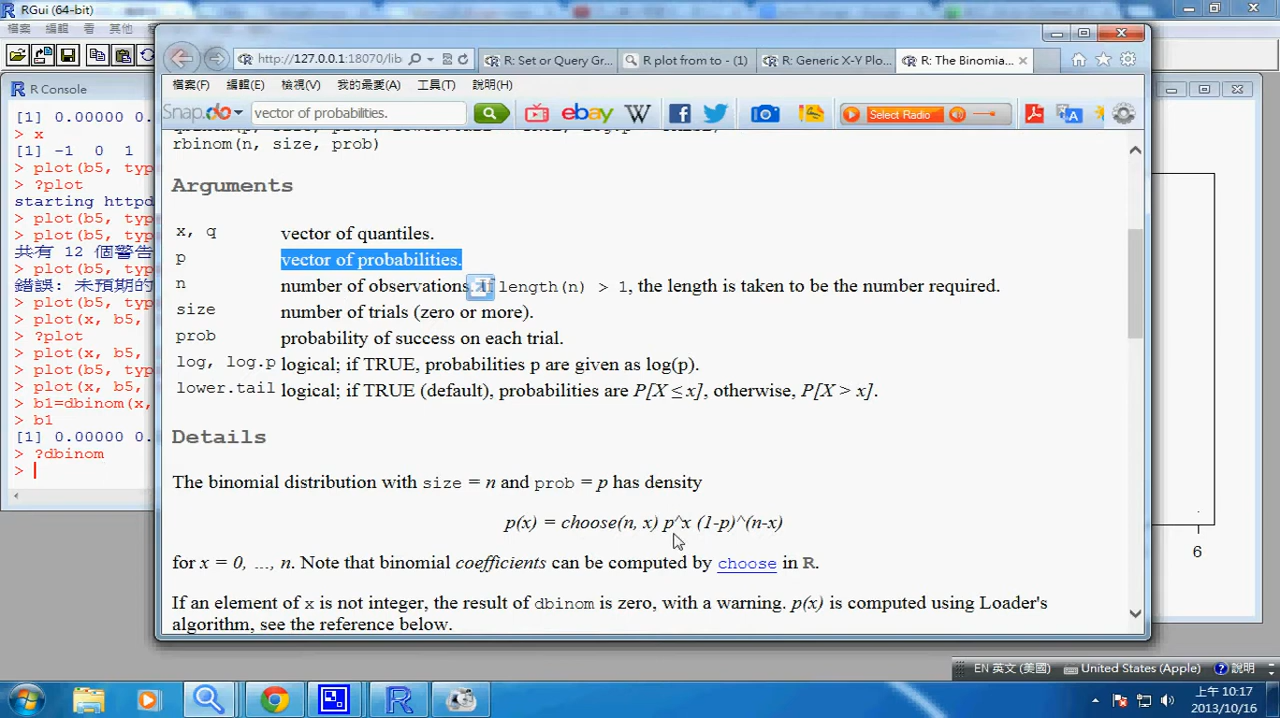 RGui (64-bit)
檔案 編輯 看 其他
R Console
[1] 0.00000 0.
> x
[1] -1 0 1
> plot(b5, typ
> ?plot
starting httpd
> plot(b5, typ
> plot(b5, typ
共有 12 個警告
> plot(b5, typ
錯誤: 未預期的
> plot(b5, typ
> plot(x, b5,
> ?plot
> plot(x, b5,
> plot(b5, typ
> plot(x, b5,
> b1=dbinom(x,
> b1
[1] 0.00000 0.
> ?dbinom
>
http://127.0.0.1:18070/lib
R: Set or Query Gr...
R plot from to - (1)
R: Generic X-Y Plo...
R: The Binomia...
檔案(F) 編輯(E) 檢視(V) 我的最愛(A) 工具(T) 說明(H)
Snap.do
vector of probabilities.
ebay
W
Select Radio
rbinom(n, size, prob)
Arguments
x, q vector of quantiles.
p vector of probabilities.
n number of observations. If length(n) > 1, the length is taken to be the number required.
size number of trials (zero or more).
prob probability of success on each trial.
log, log.p logical; if TRUE, probabilities p are given as log(p).
lower.tail logical; if TRUE (default), probabilities are P[X ≤ x], otherwise, P[X > x].
Details
The binomial distribution with size = n and prob = p has density
p(x) = choose(n, x) p^x (1-p)^(n-x)
for x = 0, ..., n. Note that binomial coefficients can be computed by choose in R.
If an element of x is not integer, the result of dbinom is zero, with a warning. p(x) is computed using Loader's
algorithm, see the reference below.
6
EN 英文 (美國) United States (Apple) 說明
上午 10:17
2013/10/16